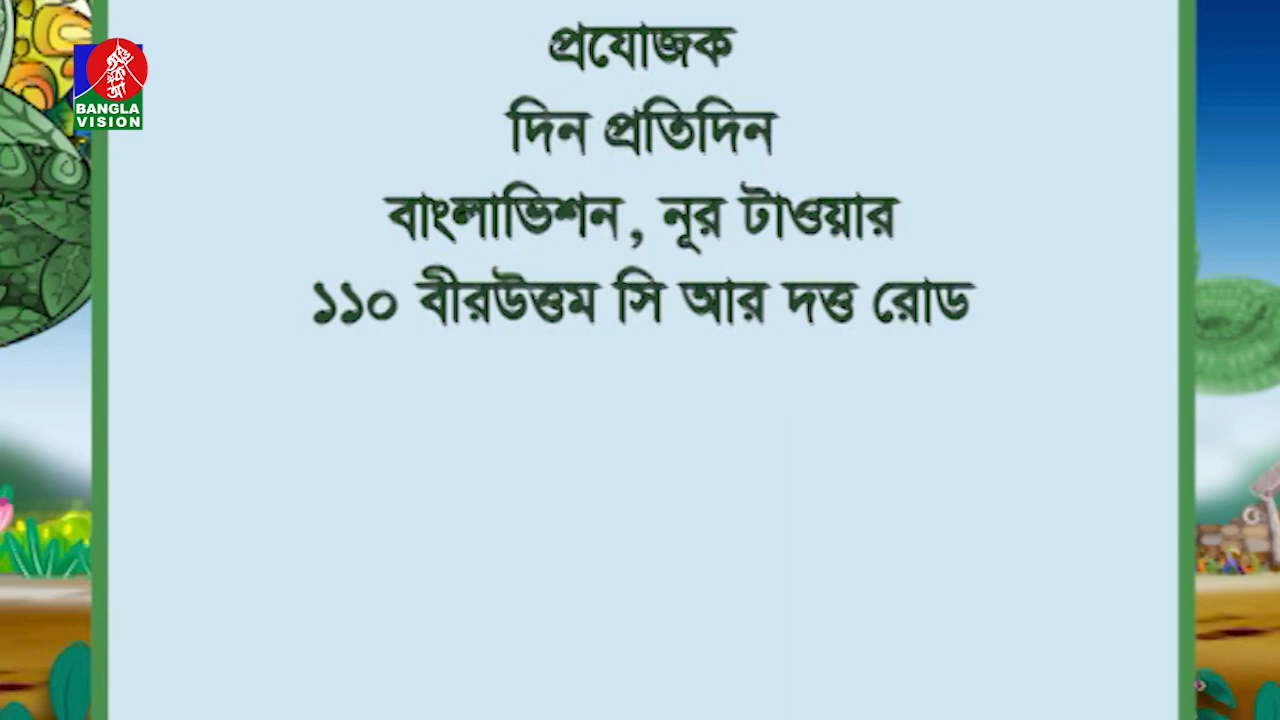 প্রযোজক
দিন প্রতিদিন
বাংলাভিশন, নূর টাওয়ার
১১০ বীরউত্তম সি আর দত্ত রোড
BANGLA
VISION